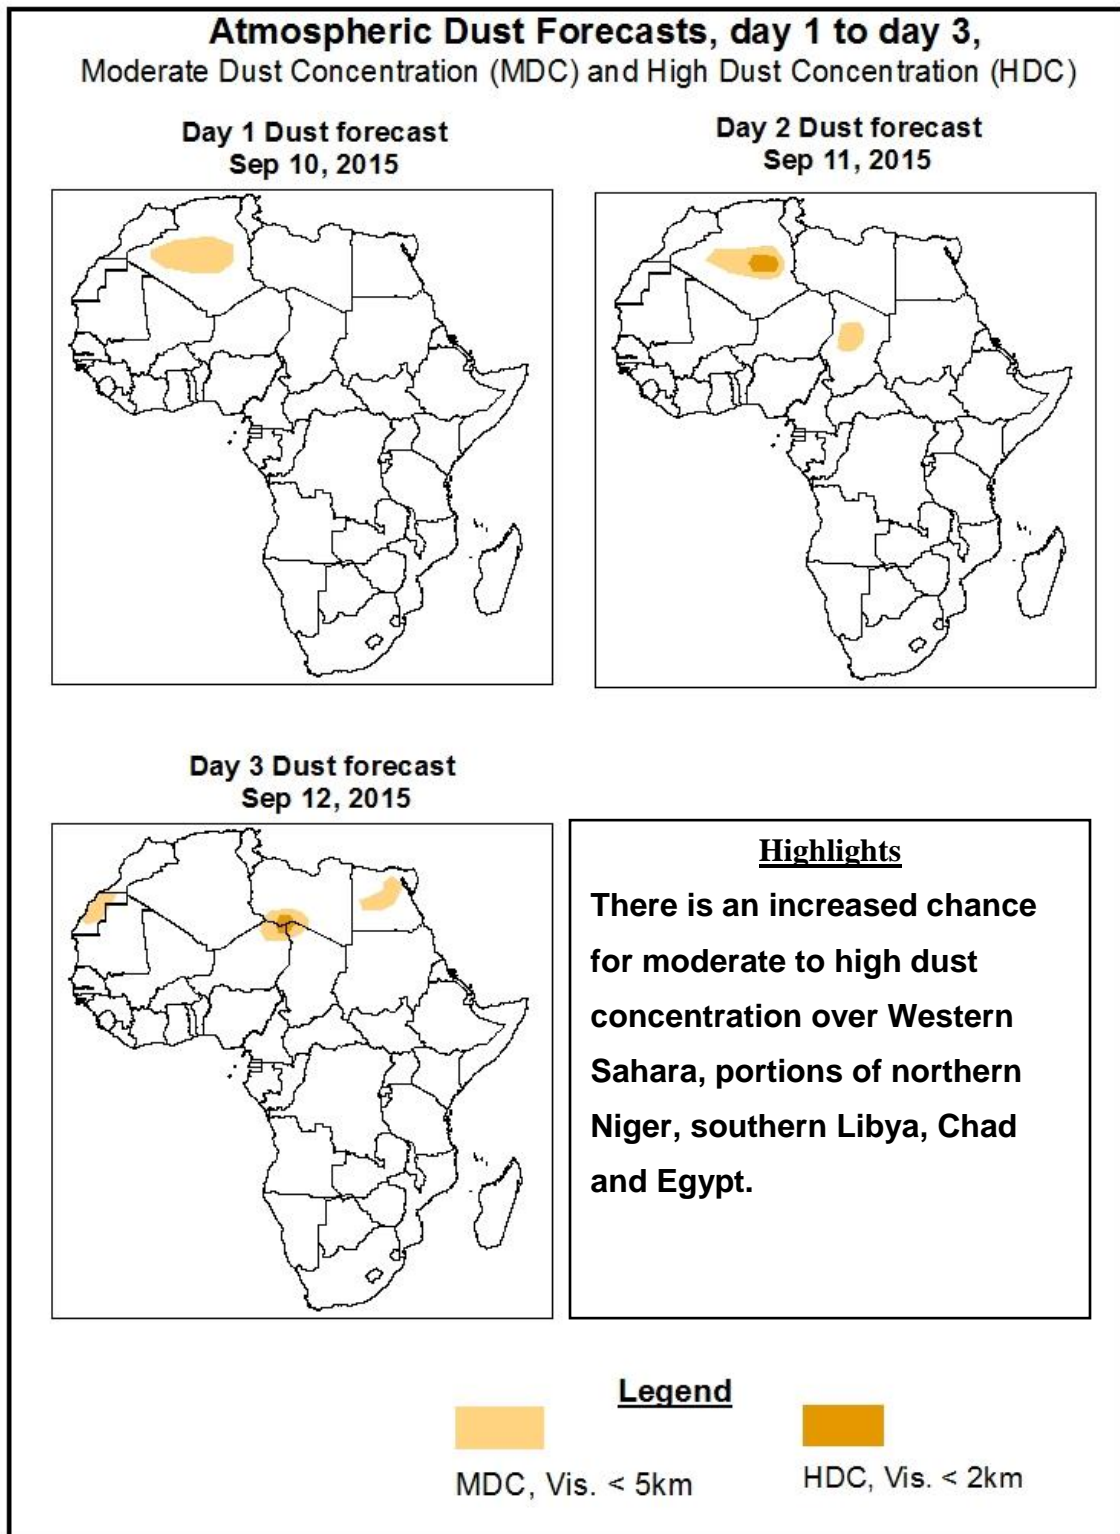 Atmospheric Dust Forecasts, day 1 to day 3,
Moderate Dust Concentration (MDC) and High Dust Concentration (HDC)
Day 1 Dust forecast
Sep 10, 2015
Day 2 Dust forecast
Sep 11, 2015
Day 3 Dust forecast
Sep 12, 2015
Highlights
There is an increased chance
for moderate to high dust
concentration over Western
Sahara, portions of northern
Niger, southern Libya, Chad
and Egypt.
Legend
MDC, Vis. < 5km
HDC, Vis. < 2km